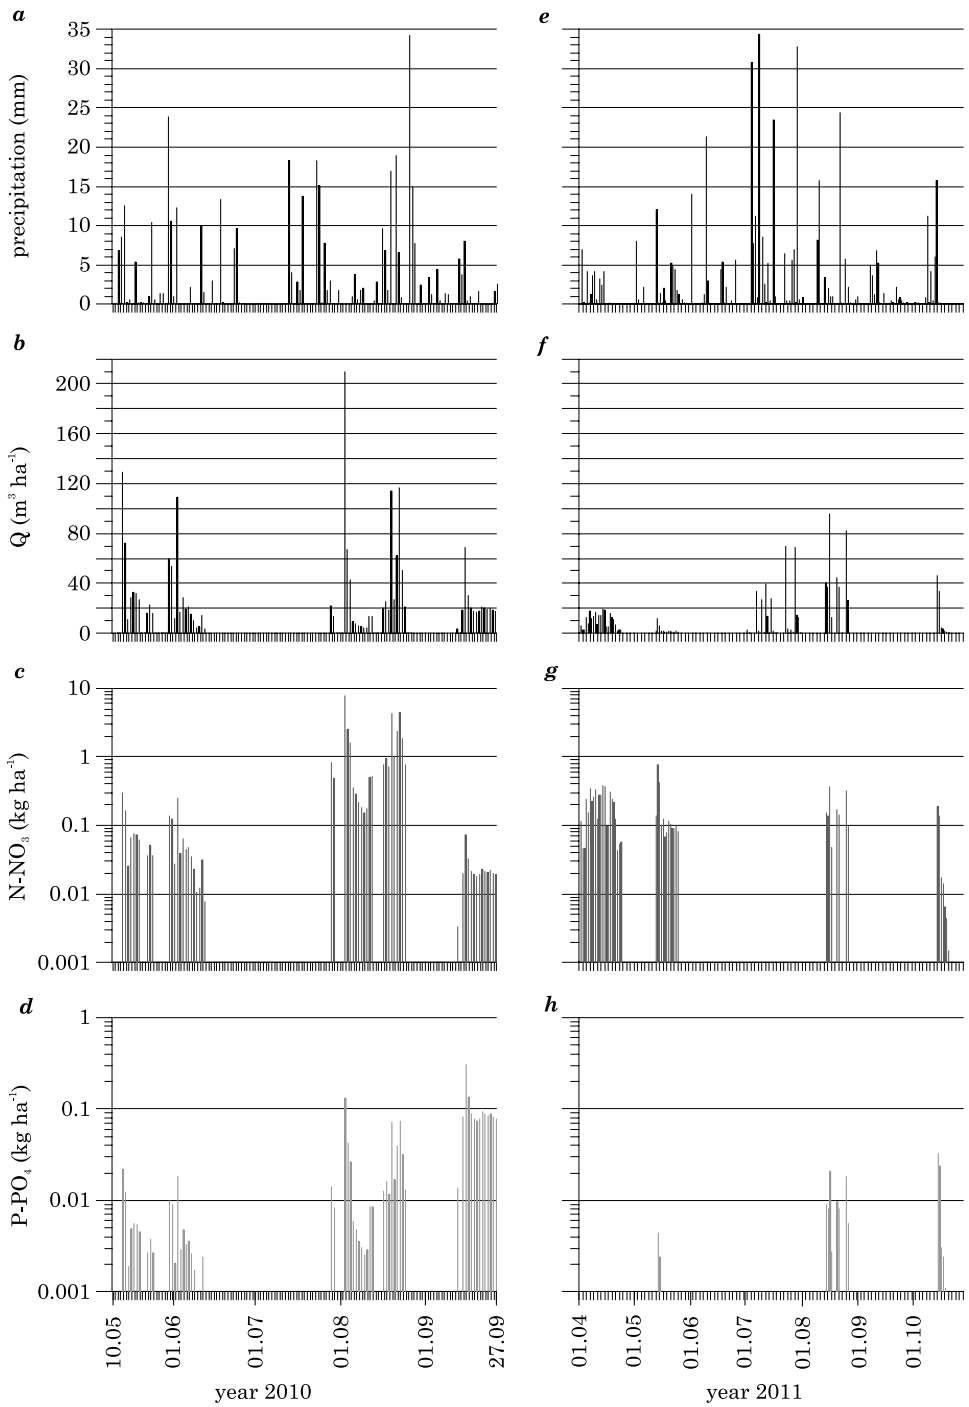 a
35
30
25
20
15
10
5
0
precipitation (mm)
e
b
200
160
120
80
40
0
Q (m³ ha⁻¹)
f
c
10
1
0.1
0.01
0.001
N-NO₃ (kg ha⁻¹)
g
d
1
0.1
0.01
0.001
P-PO₄ (kg ha⁻¹)
h
10.05 01.06 01.07 01.08 01.09 27.09
01.04 01.05 01.06 01.07 01.08 01.09 01.10
year 2010
year 2011